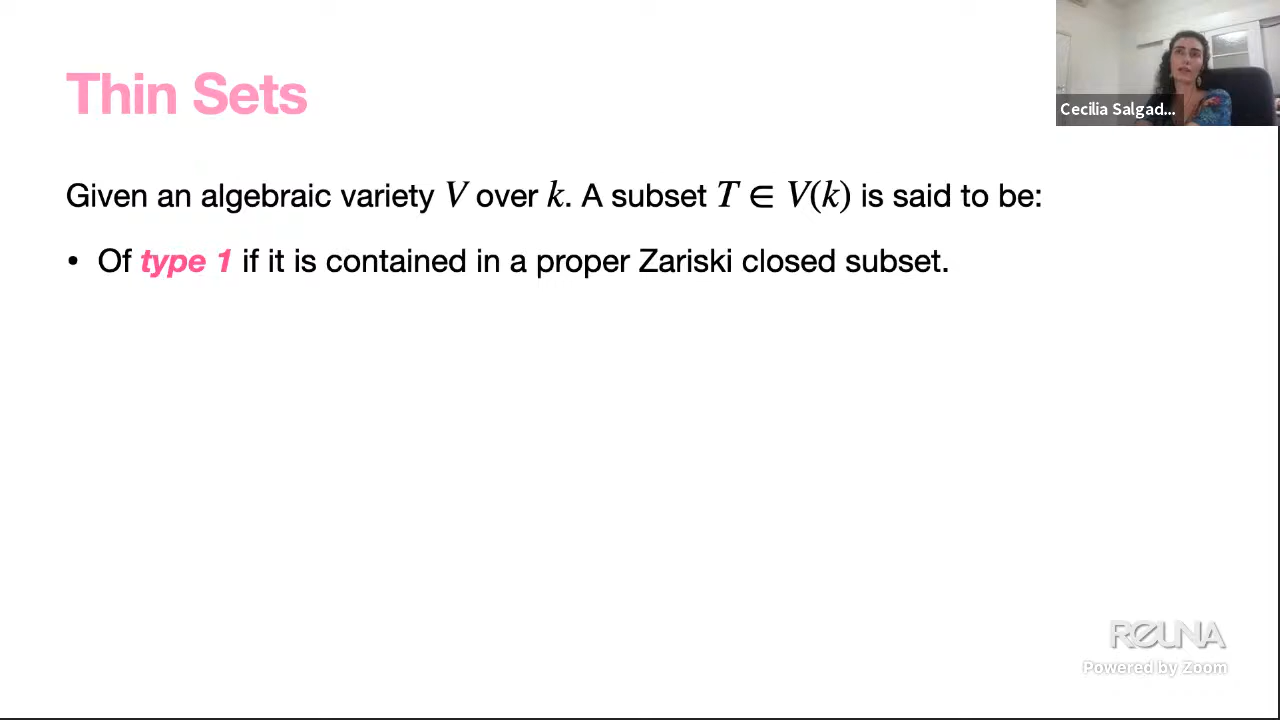 Cecilia Salgad...
Thin Sets
Given an algebraic variety V over k. A subset T ∈ V(k) is said to be:
• Of type 1 if it is contained in a proper Zariski closed subset.
REUNA
Powered by Zoom